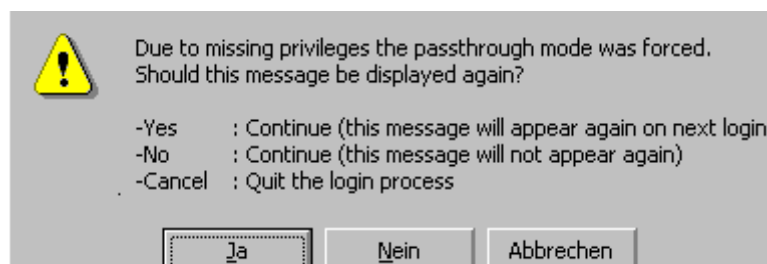 Due to missing privileges the passthrough mode was forced.
Should this message be displayed again?
-Yes : Continue (this message will appear again on next login
-No : Continue (this message will not appear again)
-Cancel : Quit the login process
Ja Nein Abbrechen